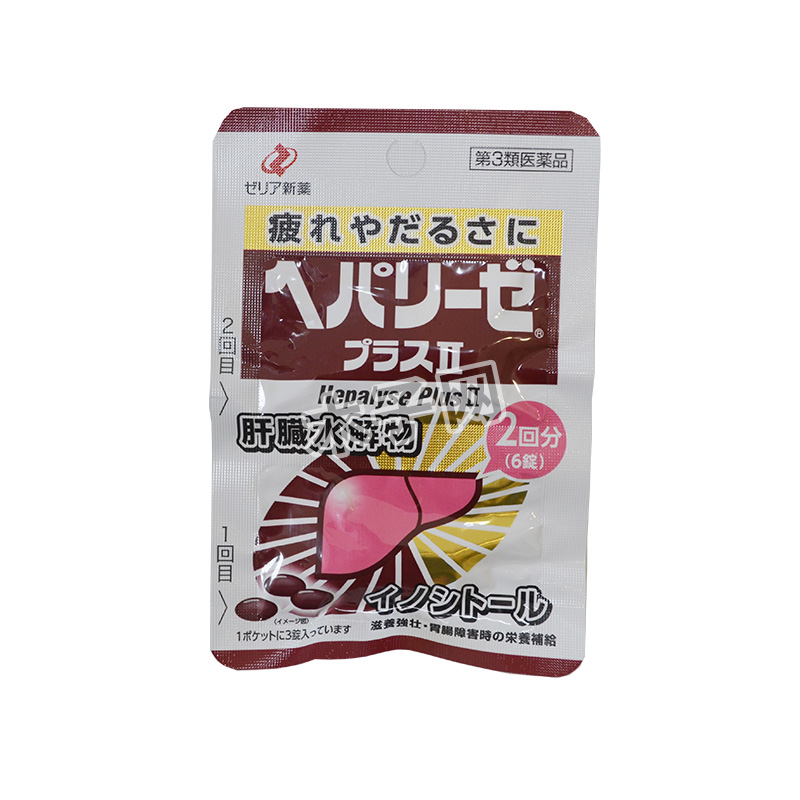 ゼリア新薬
第3類医薬品
疲れやだるさに
ヘパリーゼ®
プラスⅡ
Hepalyse Plus Ⅱ
肝臓水解物
2回分
(6錠)
2回目
1回目
イノシトール
(イメージ図)
1ポケットに3錠入っています
滋養強壮・胃腸障害時の栄養補給